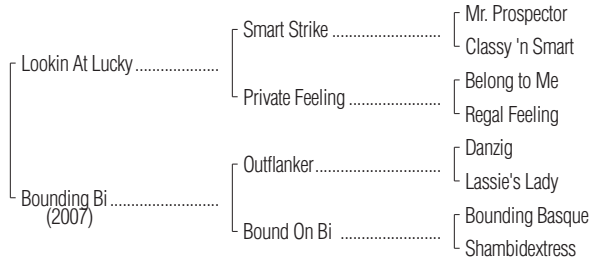 Mr. Prospector
Smart Strike ........................
Classy 'n Smart
Lookin At Lucky ...................
Belong to Me
Private Feeling .....................
Regal Feeling
Danzig
Outflanker............................
Lassie's Lady
Bounding Bi ........................
(2007)
Bounding Basque
Bound On Bi ......................
Shambidextress